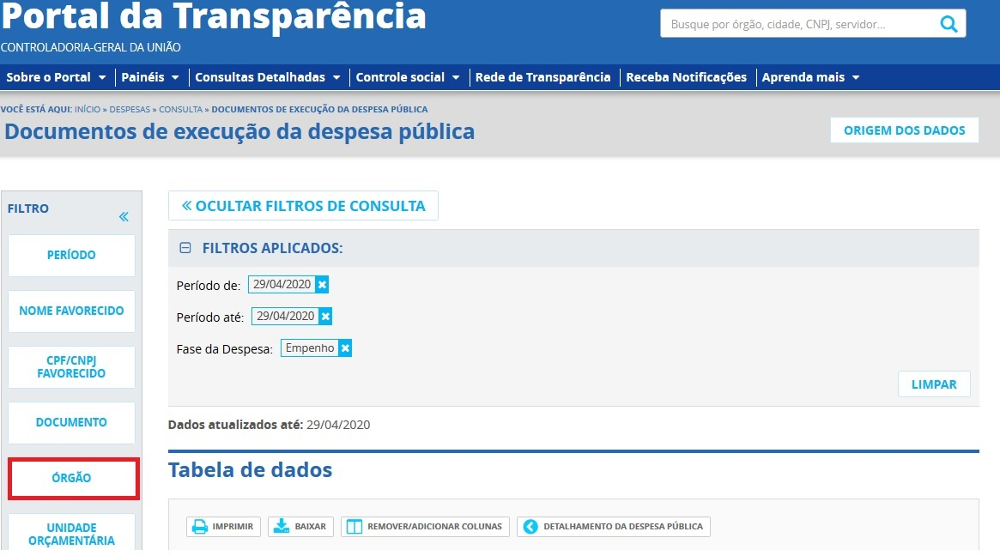 Portal da Transparência
CONTROLADORIA-GERAL DA UNIÃO
Busque por órgão, cidade, CNPJ, servidor...
Sobre o Portal Painéis Consultas Detalhadas Controle social Rede de Transparência Receba Notificações Aprenda mais
VOCÊ ESTÁ AQUI: INÍCIO » DESPESAS » CONSULTA » DOCUMENTOS DE EXECUÇÃO DA DESPESA PÚBLICA
Documentos de execução da despesa pública
ORIGEM DOS DADOS
FILTRO
«
PERÍODO
NOME FAVORECIDO
CPF/CNPJ
FAVORECIDO
DOCUMENTO
ÓRGÃO
UNIDADE
ORÇAMENTÁRIA
« OCULTAR FILTROS DE CONSULTA
FILTROS APLICADOS:
Período de: 29/04/2020
Período até: 29/04/2020
Fase da Despesa: Empenho
LIMPAR
Dados atualizados até: 29/04/2020
Tabela de dados
IMPRIMIR BAIXAR REMOVER/ADICIONAR COLUNAS DETALHAMENTO DA DESPESA PÚBLICA